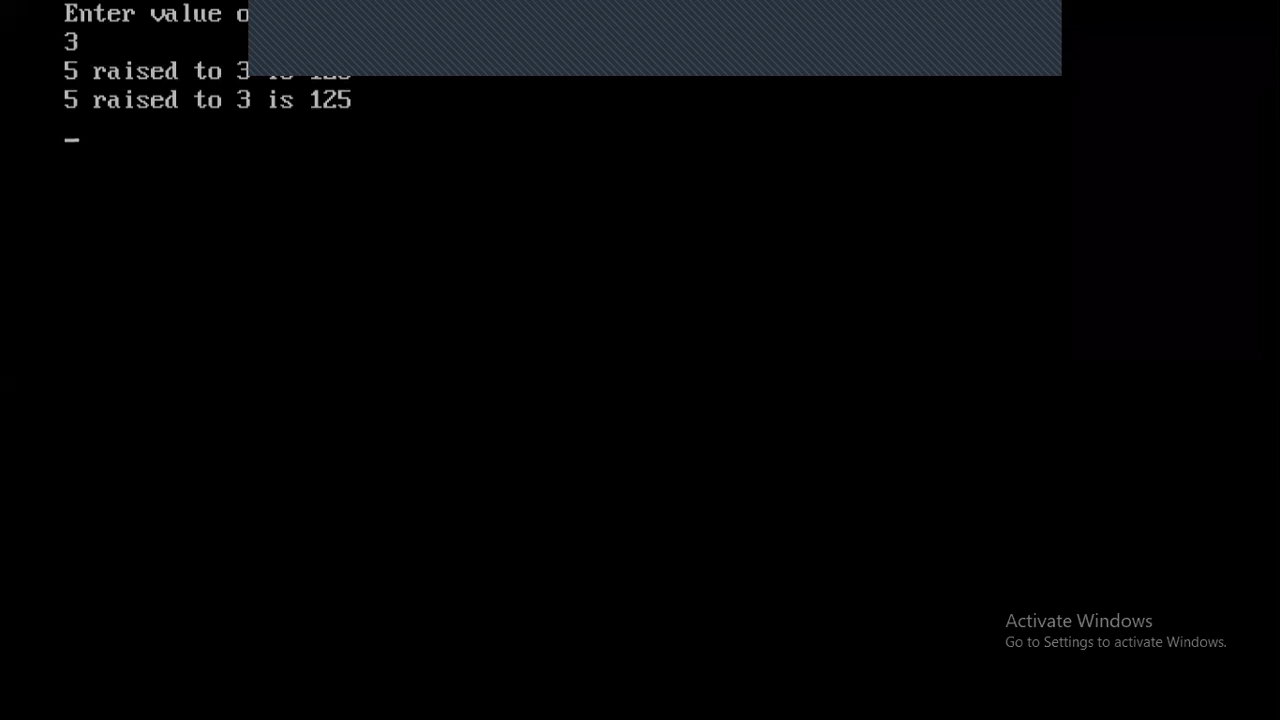 Enter value
3
5 raised to 3 is
5 raised to 3 is 125
Activate Windows
Go to Settings to activate Windows.